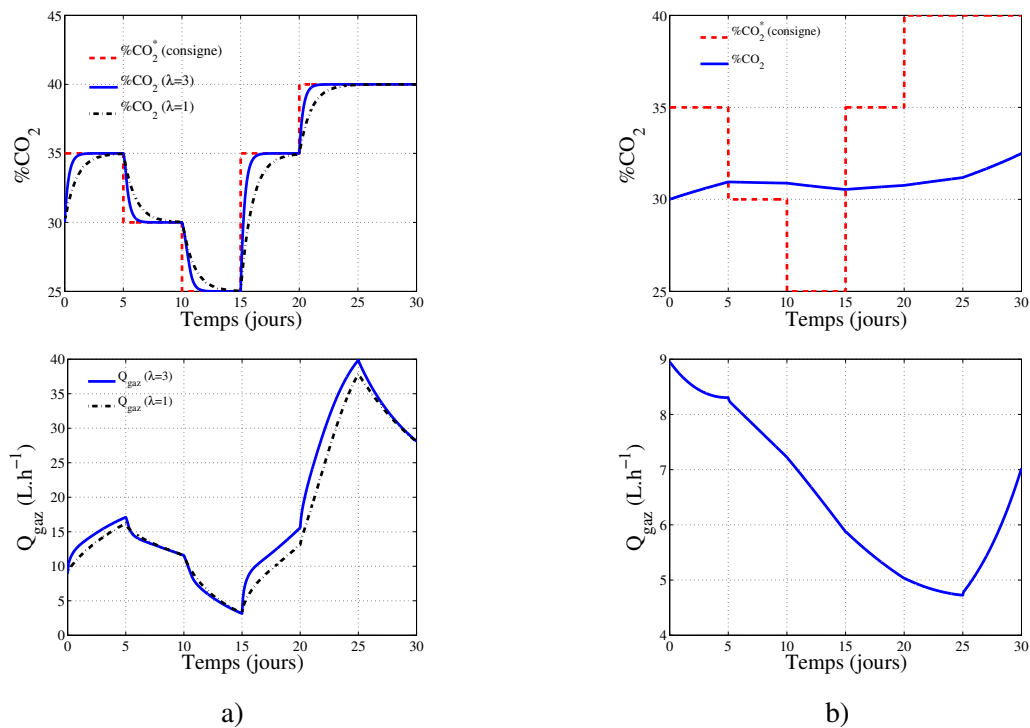 45
40
35
30
25
%CO2
%CO2* (consigne)
%CO2 (λ=3)
%CO2 (λ=1)
0 5 10 15 20 25 30
Temps (jours)
40
35
30
25
%CO2
%CO2* (consigne)
%CO2
0 5 10 15 20 25 30
Temps (jours)
40
35
30
25
20
15
10
5
0
Qgaz (L.h−1)
Qgaz (λ=3)
Qgaz (λ=1)
0 5 10 15 20 25 30
Temps (jours)
9
8
7
6
5
4
Qgaz (L.h−1)
0 5 10 15 20 25 30
Temps (jours)
a)
b)